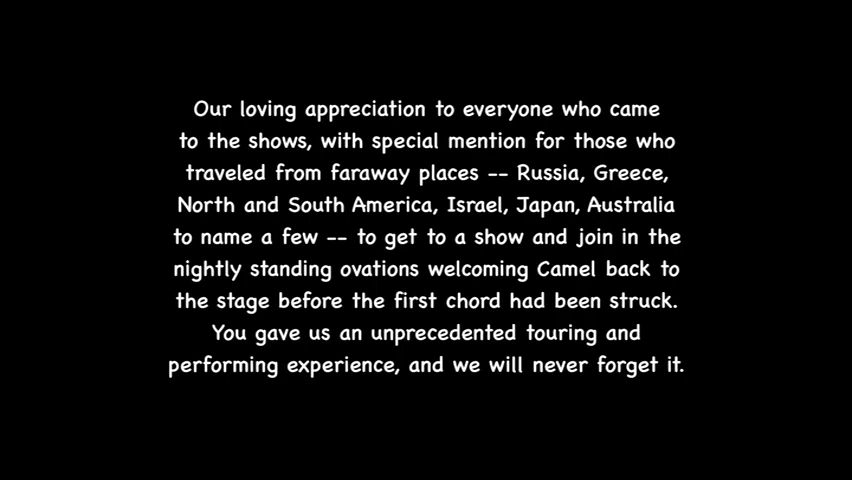 Our loving appreciation to everyone who came
to the shows, with special mention for those who
traveled from faraway places -- Russia, Greece,
North and South America, Israel, Japan, Australia
to name a few -- to get to a show and join in the
nightly standing ovations welcoming Camel back to
the stage before the first chord had been struck.
You gave us an unprecedented touring and
performing experience, and we will never forget it.